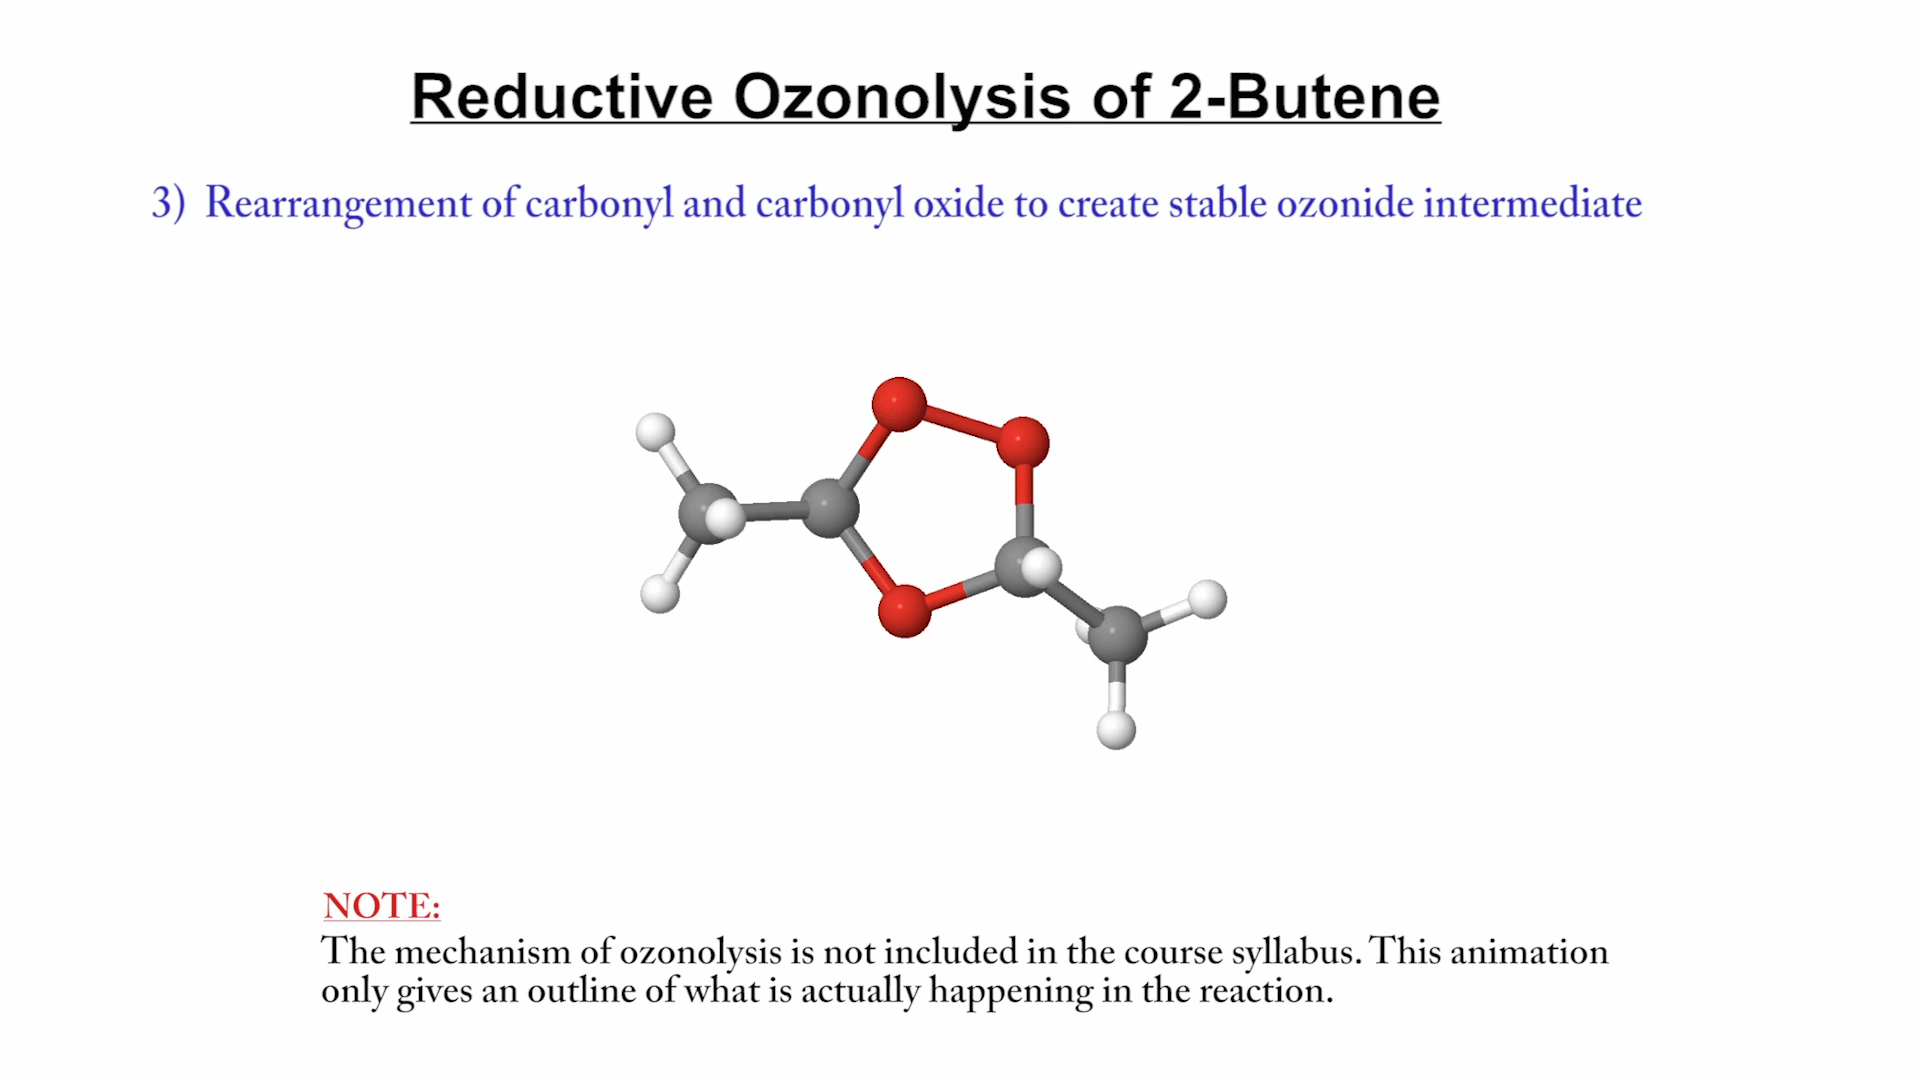 Reductive Ozonolysis of 2-Butene
3) Rearrangement of carbonyl and carbonyl oxide to create stable ozonide intermediate
NOTE:
The mechanism of ozonolysis is not included in the course syllabus. This animation
only gives an outline of what is actually happening in the reaction.